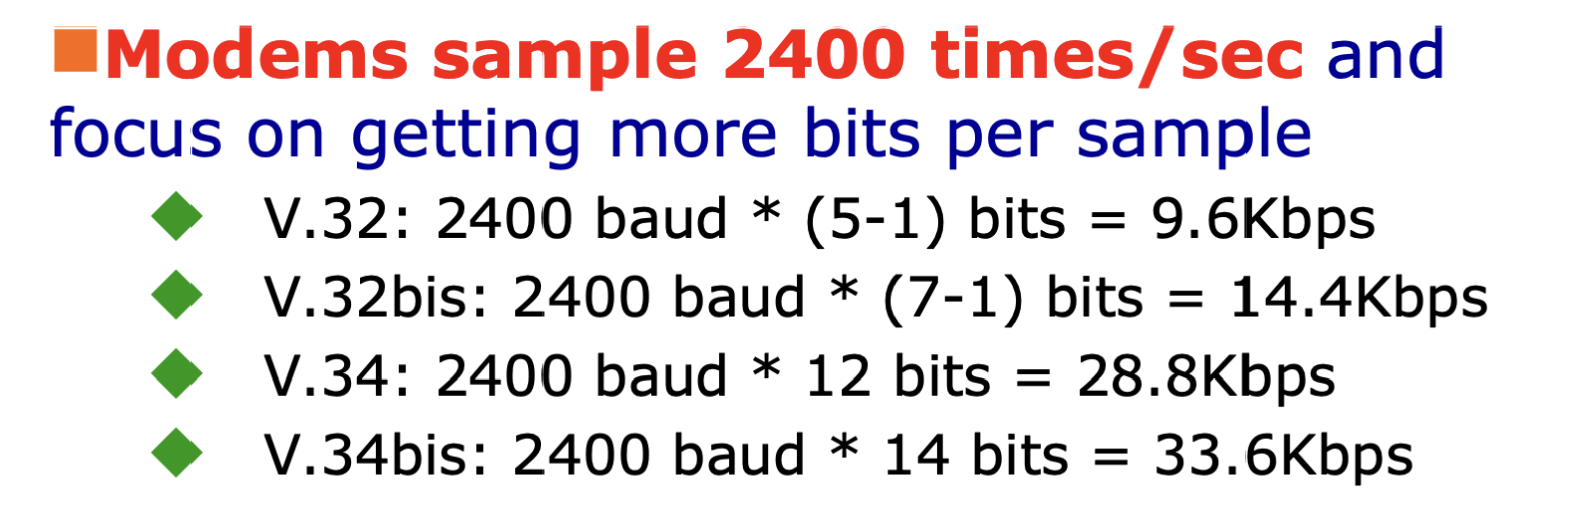 Modems sample 2400 times/sec and
focus on getting more bits per sample
V.32: 2400 baud * (5-1) bits = 9.6Kbps
V.32bis: 2400 baud * (7-1) bits = 14.4Kbps
V.34: 2400 baud * 12 bits = 28.8Kbps
V.34bis: 2400 baud * 14 bits = 33.6Kbps